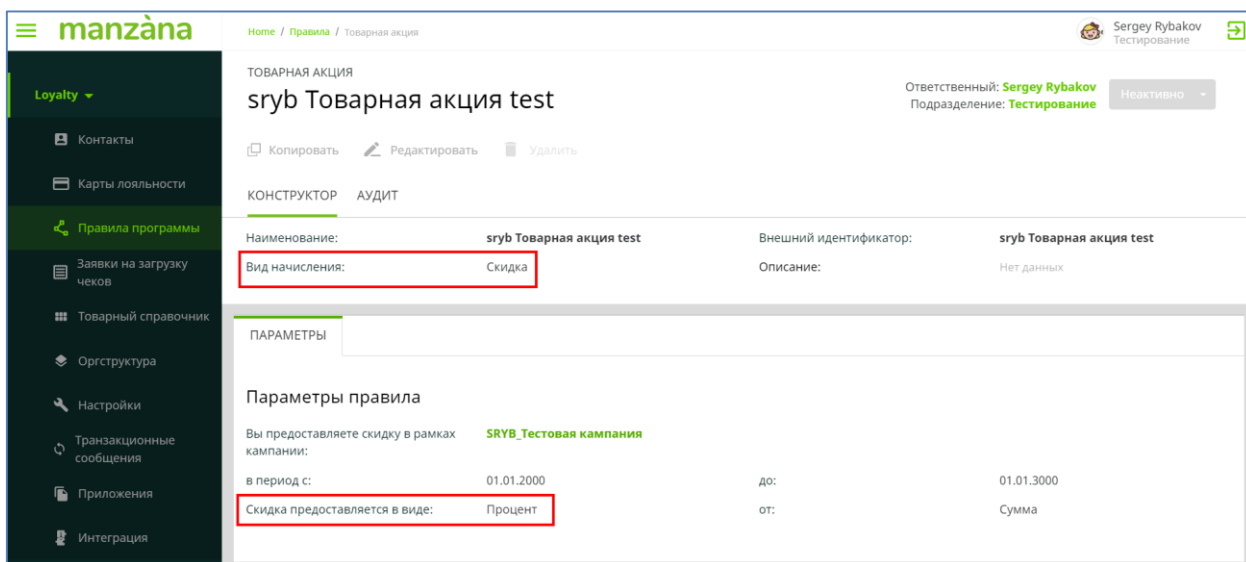 manzàna
Home / Правила / Товарная акция
Sergey Rybakov
Тестирование
Loyalty
Контакты
Карты лояльности
Правила программы
Заявки на загрузку
чеков
Товарный справочник
Оргструктура
Настройки
Транзакционные
сообщения
Приложения
Интеграция
ТОВАРНАЯ АКЦИЯ
sryb Товарная акция test
Ответственный: Sergey Rybakov
Подразделение: Тестирование
Неактивно
Копировать Редактировать Удалить
КОНСТРУКТОР АУДИТ
Наименование: sryb Товарная акция test Внешний идентификатор: sryb Товарная акция test
Вид начисления: Скидка Описание: Нет данных
ПАРАМЕТРЫ
Параметры правила
Вы предоставляете скидку в рамках SRYB_Тестовая кампания
кампании:
в период с: 01.01.2000 до: 01.01.3000
Скидка предоставляется в виде: Процент от: Сумма